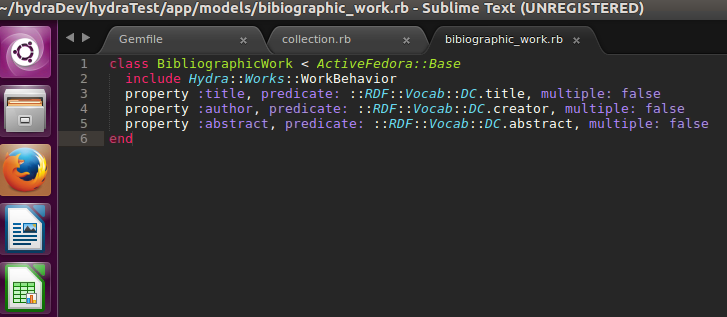 ~/hydraDev/hydraTest/app/models/bibiographic_work.rb - Sublime Text (UNREGISTERED)
Gemfile × collection.rb × bibiographic_work.rb ×
1 class BibliographicWork < ActiveFedora::Base
2   include Hydra::Works::WorkBehavior
3   property :title, predicate: ::RDF::Vocab::DC.title, multiple: false
4   property :author, predicate: ::RDF::Vocab::DC.creator, multiple: false
5   property :abstract, predicate: ::RDF::Vocab::DC.abstract, multiple: false
6 end